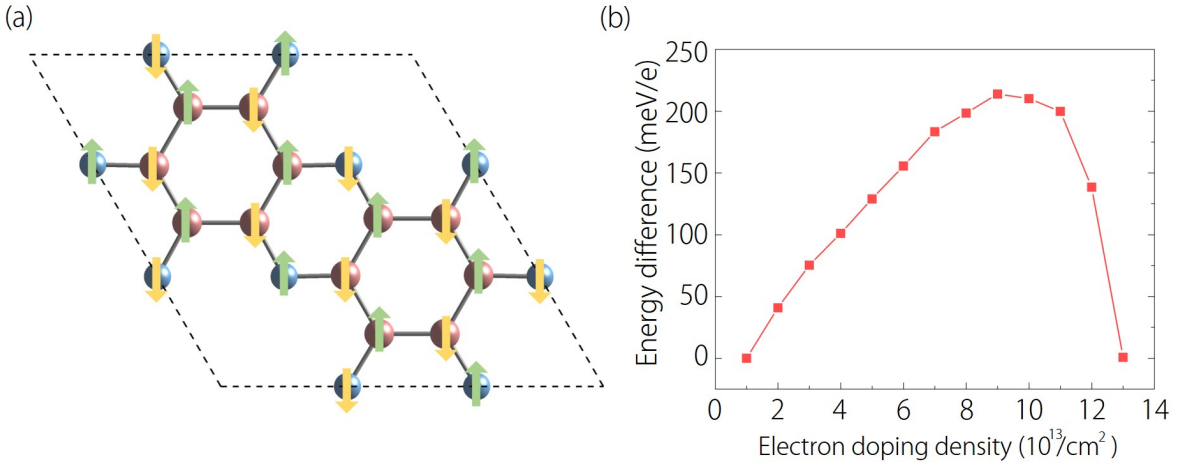 (a)
(b)
Energy difference (meV/e)
250
200
150
100
50
0
0 2 4 6 8 10 12 14
Electron doping density (10¹³/cm²)